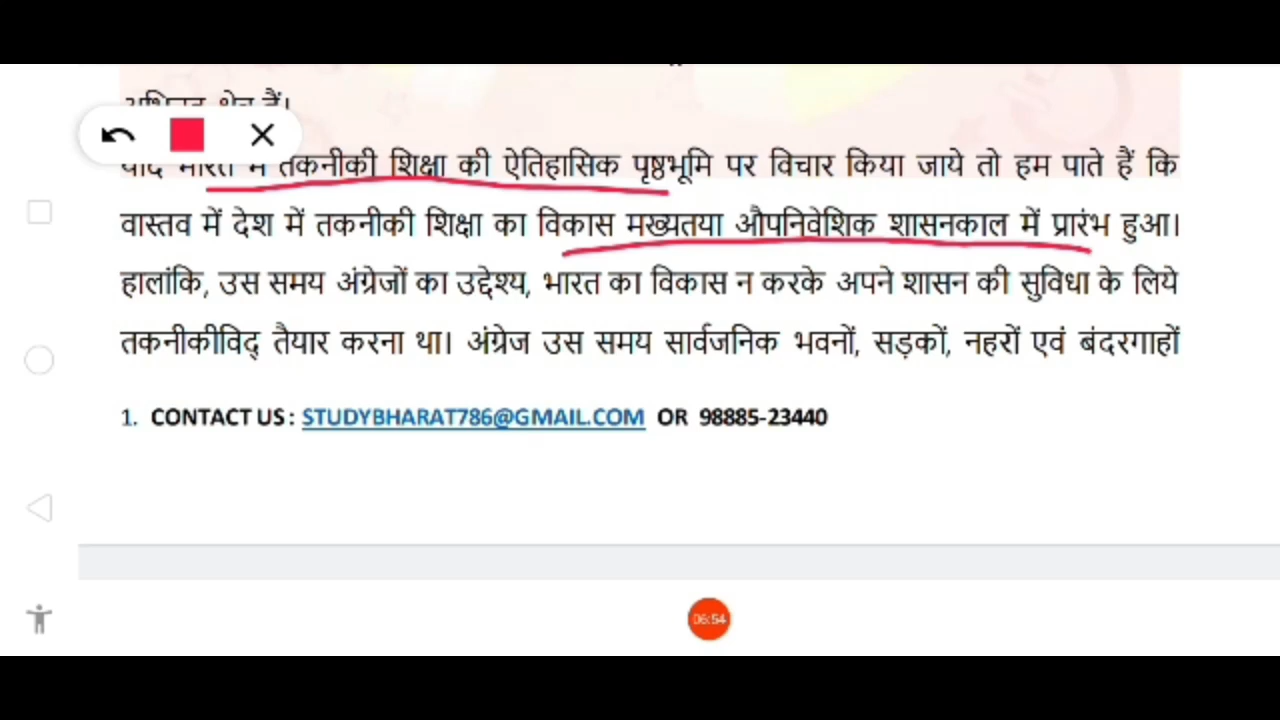 हैं।
यदि भारत में तकनीकी शिक्षा की ऐतिहासिक पृष्ठभूमि पर विचार किया जाये तो हम पाते हैं कि
वास्तव में देश में तकनीकी शिक्षा का विकास मख्यतया औपनिवेशिक शासनकाल में प्रारंभ हुआ।
हालांकि, उस समय अंग्रेजों का उद्देश्य, भारत का विकास न करके अपने शासन की सुविधा के लिये
तकनीकीविद् तैयार करना था। अंग्रेज उस समय सार्वजनिक भवनों, सड़कों, नहरों एवं बंदरगाहों
1. CONTACT US : STUDYBHARAT786@GMAIL.COM OR 98885-23440
06:54